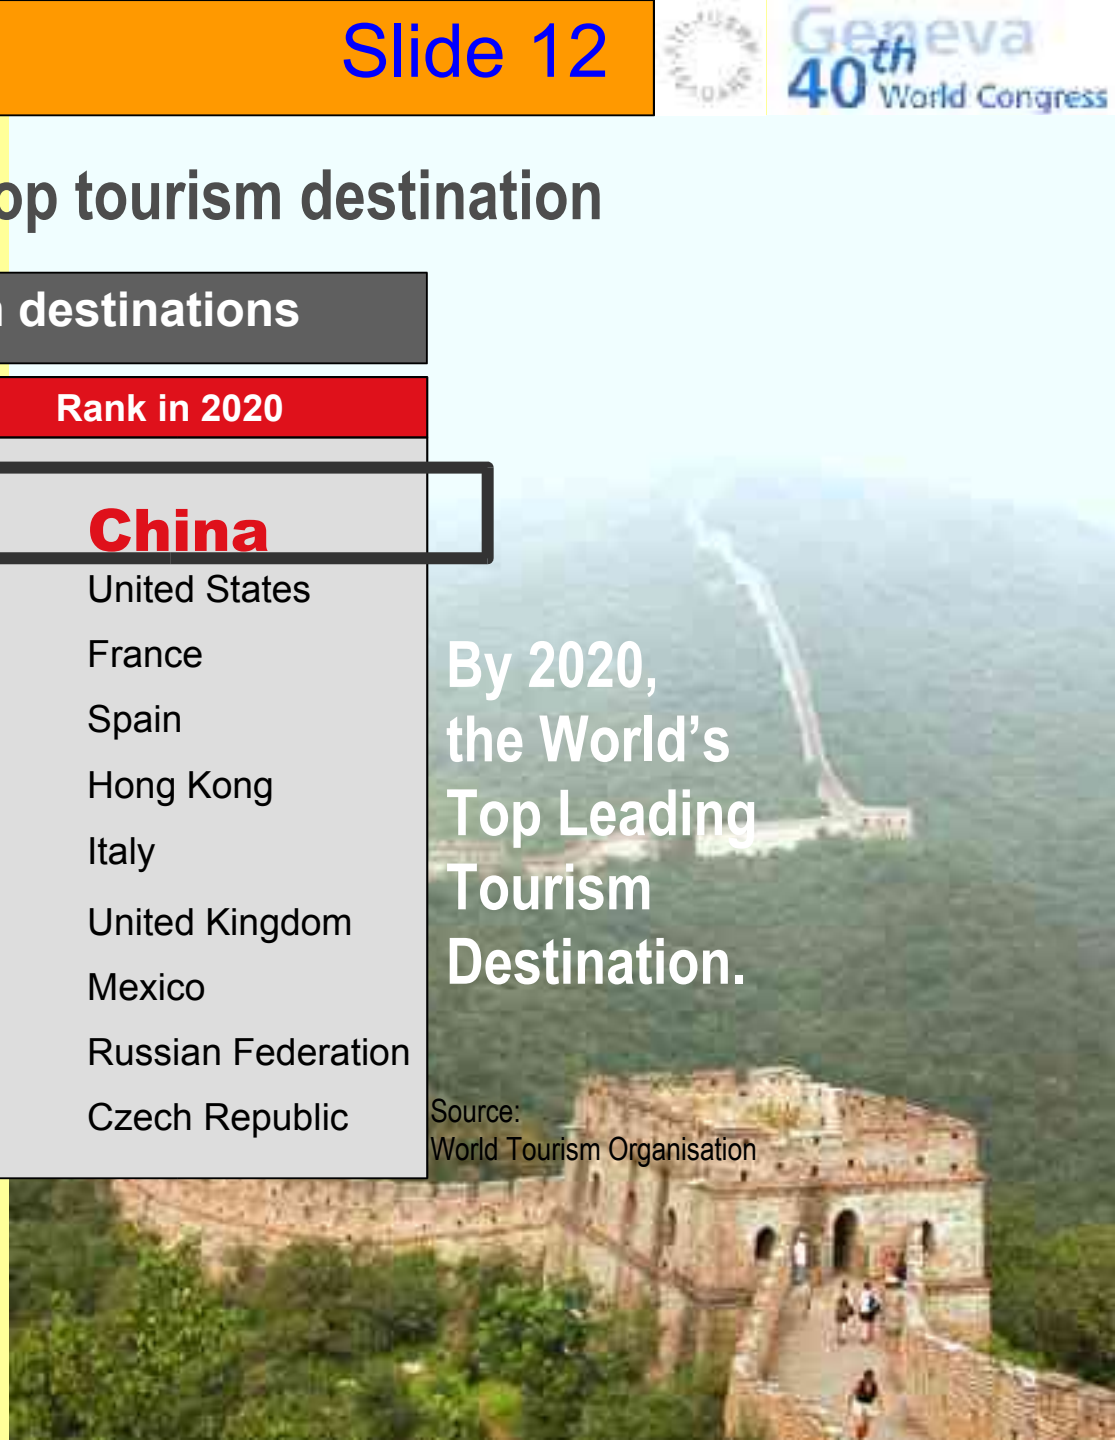 Slide 12
Geneva
40th World Congress
op tourism destination
destinations
Rank in 2020
China
United States
France
Spain
Hong Kong
Italy
United Kingdom
Mexico
Russian Federation
Czech Republic
By 2020,
the World’s
Top Leading
Tourism
Destination.
Source:
World Tourism Organisation